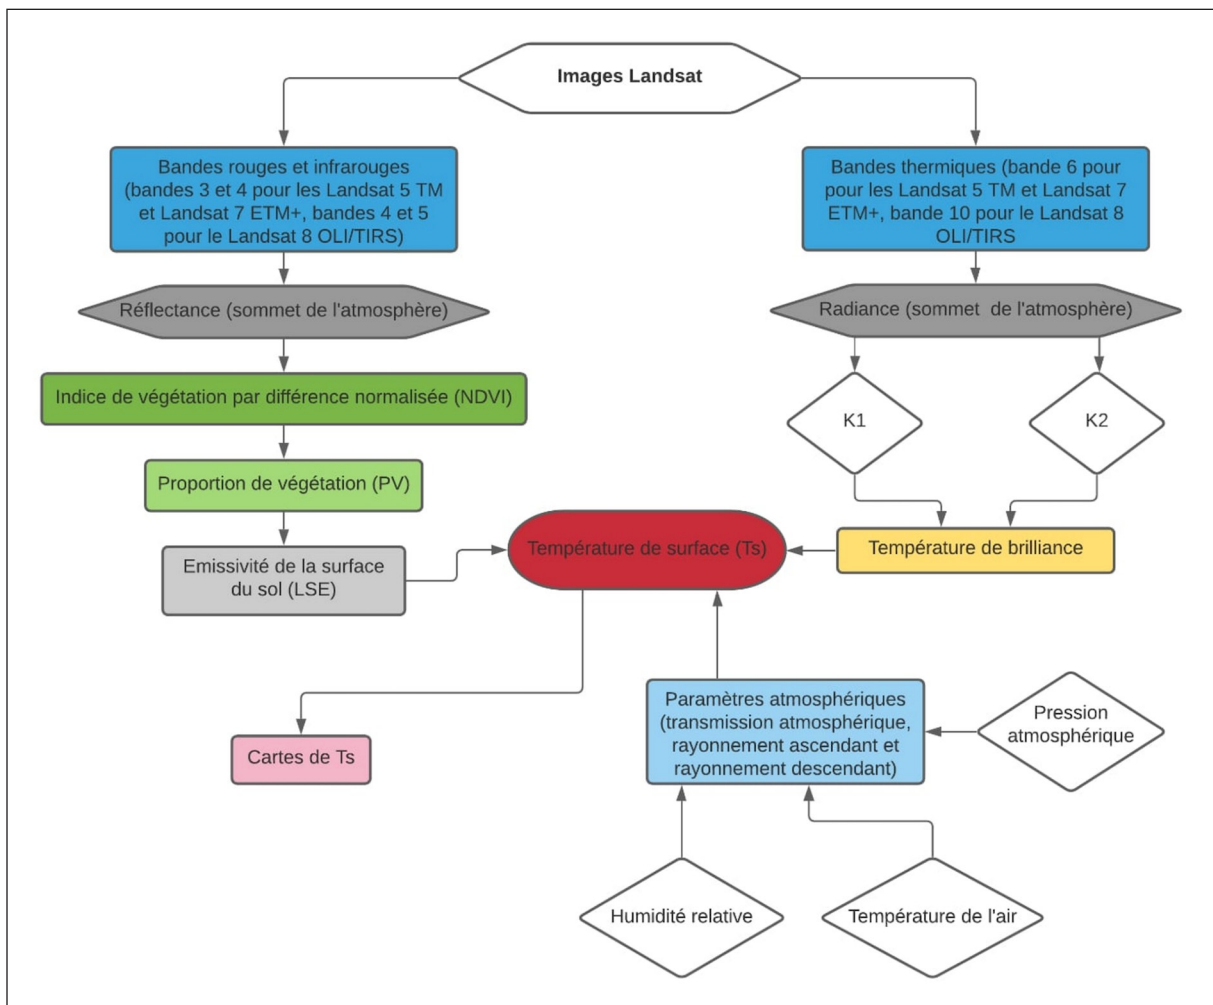 Images Landsat
Bandes rouges et infrarouges
(bandes 3 et 4 pour les Landsat 5 TM
et Landsat 7 ETM+, bandes 4 et 5
pour le Landsat 8 OLI/TIRS)
Bandes thermiques (bande 6 pour
pour les Landsat 5 TM et Landsat 7
ETM+, bande 10 pour le Landsat 8
OLI/TIRS
Réflectance (sommet de l'atmosphère)
Radiance (sommet de l'atmosphère)
Indice de végétation par différence normalisée (NDVI)
K1
K2
Proportion de végétation (PV)
Emissivité de la surface
du sol (LSE)
Température de surface (Ts)
Température de brilliance
Cartes de Ts
Paramètres atmosphériques
(transmission atmosphérique,
rayonnement ascendant et
rayonnement descendant)
Pression
atmosphérique
Humidité relative
Température de l'air